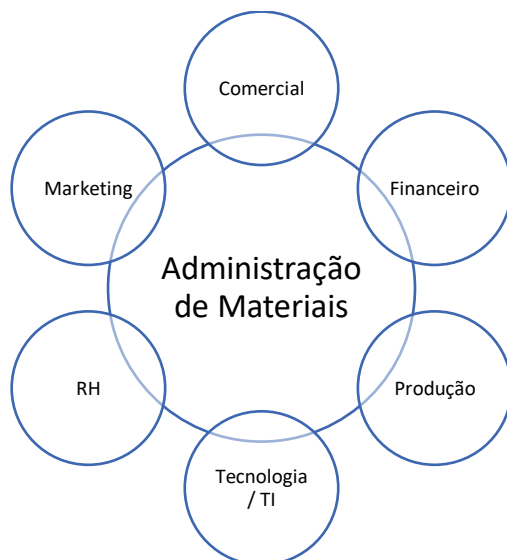 Comercial
Marketing
Financeiro
Administração
de Materiais
RH
Produção
Tecnologia
/ TI